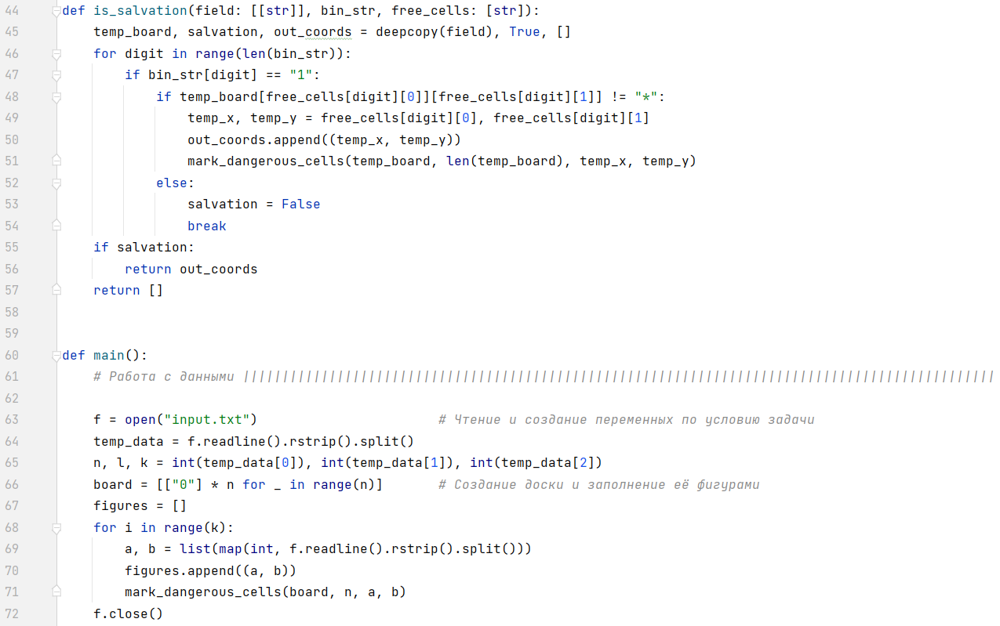 44 def is_salvation(field: [[str]], bin_str, free_cells: [str]):
45     temp_board, salvation, out_coords = deepcopy(field), True, []
46     for digit in range(len(bin_str)):
47         if bin_str[digit] == "1":
48             if temp_board[free_cells[digit][0]][free_cells[digit][1]] != "*":
49                 temp_x, temp_y = free_cells[digit][0], free_cells[digit][1]
50                 out_coords.append((temp_x, temp_y))
51                 mark_dangerous_cells(temp_board, len(temp_board), temp_x, temp_y)
52             else:
53                 salvation = False
54                 break
55     if salvation:
56         return out_coords
57     return []
58
59
60 def main():
61     # Работа с данными ||||||||||||||||||||||||||||||||||||||||||||||||||||||||||||||||||||||||||||||||||||||||||||||||
62
63     f = open("input.txt")                       # Чтение и создание переменных по условию задачи
64     temp_data = f.readline().rstrip().split()
65     n, l, k = int(temp_data[0]), int(temp_data[1]), int(temp_data[2])
66     board = [["0"] * n for _ in range(n)]       # Создание доски и заполнение её фигурами
67     figures = []
68     for i in range(k):
69         a, b = list(map(int, f.readline().rstrip().split()))
70         figures.append((a, b))
71         mark_dangerous_cells(board, n, a, b)
72     f.close()